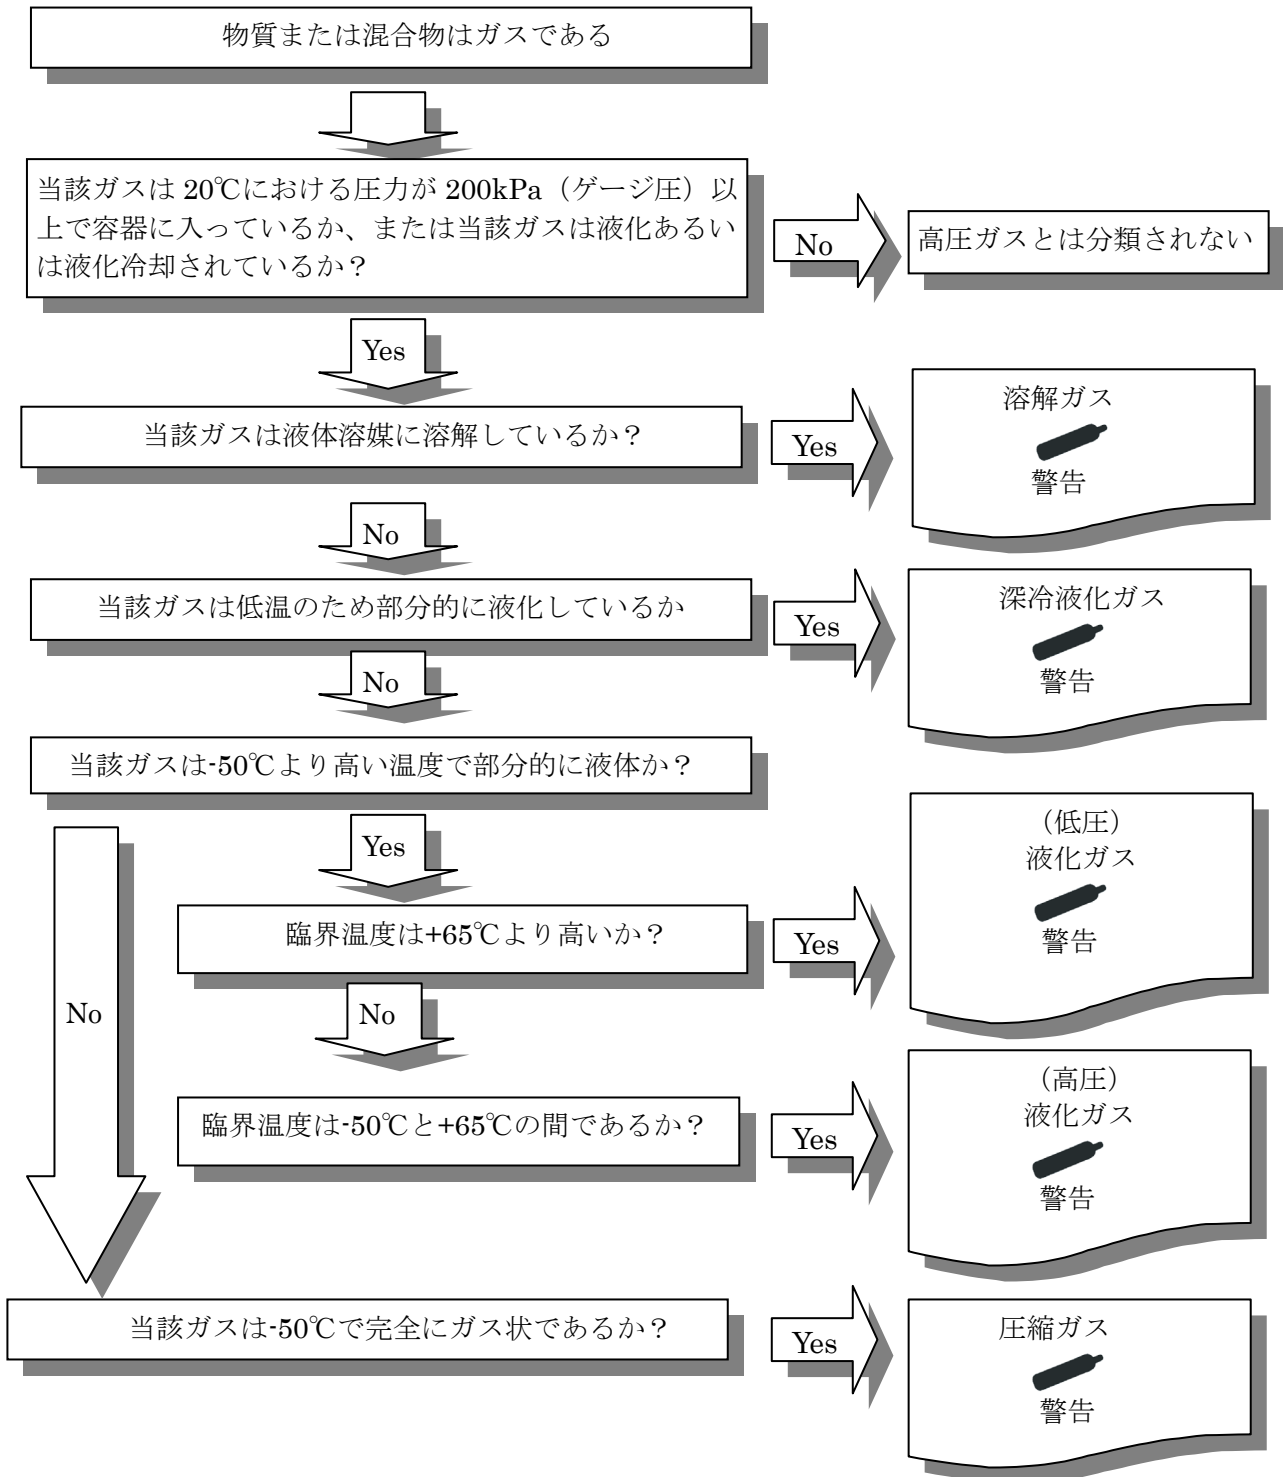 物質または混合物はガスである
当該ガスは 20℃における圧力が 200kPa（ゲージ圧）以
上で容器に入っているか、または当該ガスは液化あるい
は液化冷却されているか？
No
高圧ガスとは分類されない
Yes
当該ガスは液体溶媒に溶解しているか？
Yes
溶解ガス
警告
No
当該ガスは低温のため部分的に液化しているか
Yes
深冷液化ガス
警告
No
当該ガスは-50℃より高い温度で部分的に液体か？
Yes
臨界温度は+65℃より高いか？
Yes
（低圧）
液化ガス
警告
No
No
臨界温度は-50℃と+65℃の間であるか？
Yes
（高圧）
液化ガス
警告
当該ガスは-50℃で完全にガス状であるか？
Yes
圧縮ガス
警告